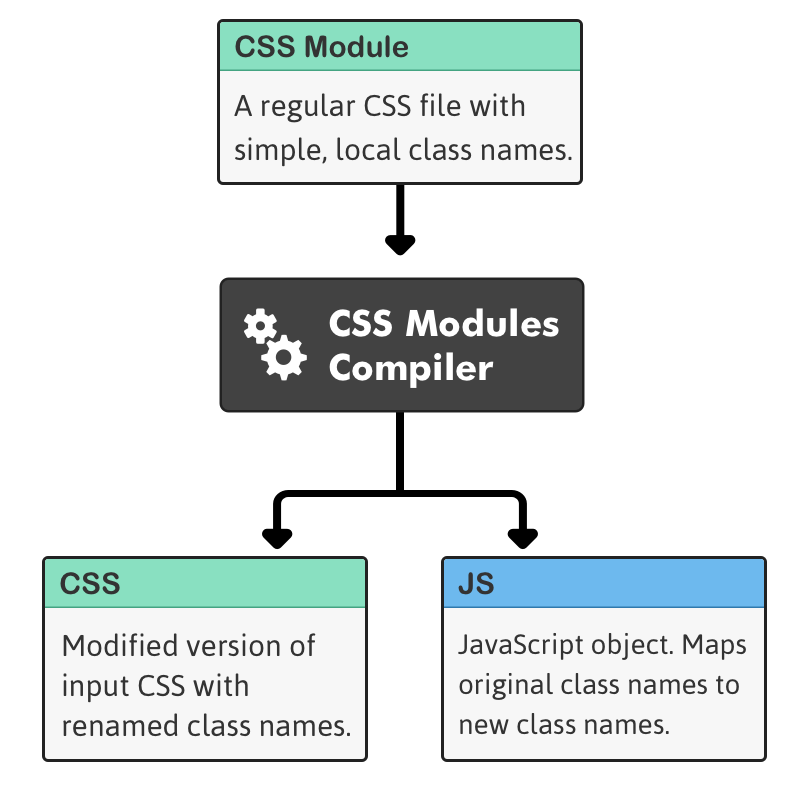 CSS Module
A regular CSS file with
simple, local class names.
CSS Modules
Compiler
CSS
Modified version of
input CSS with
renamed class names.
JS
JavaScript object. Maps
original class names to
new class names.